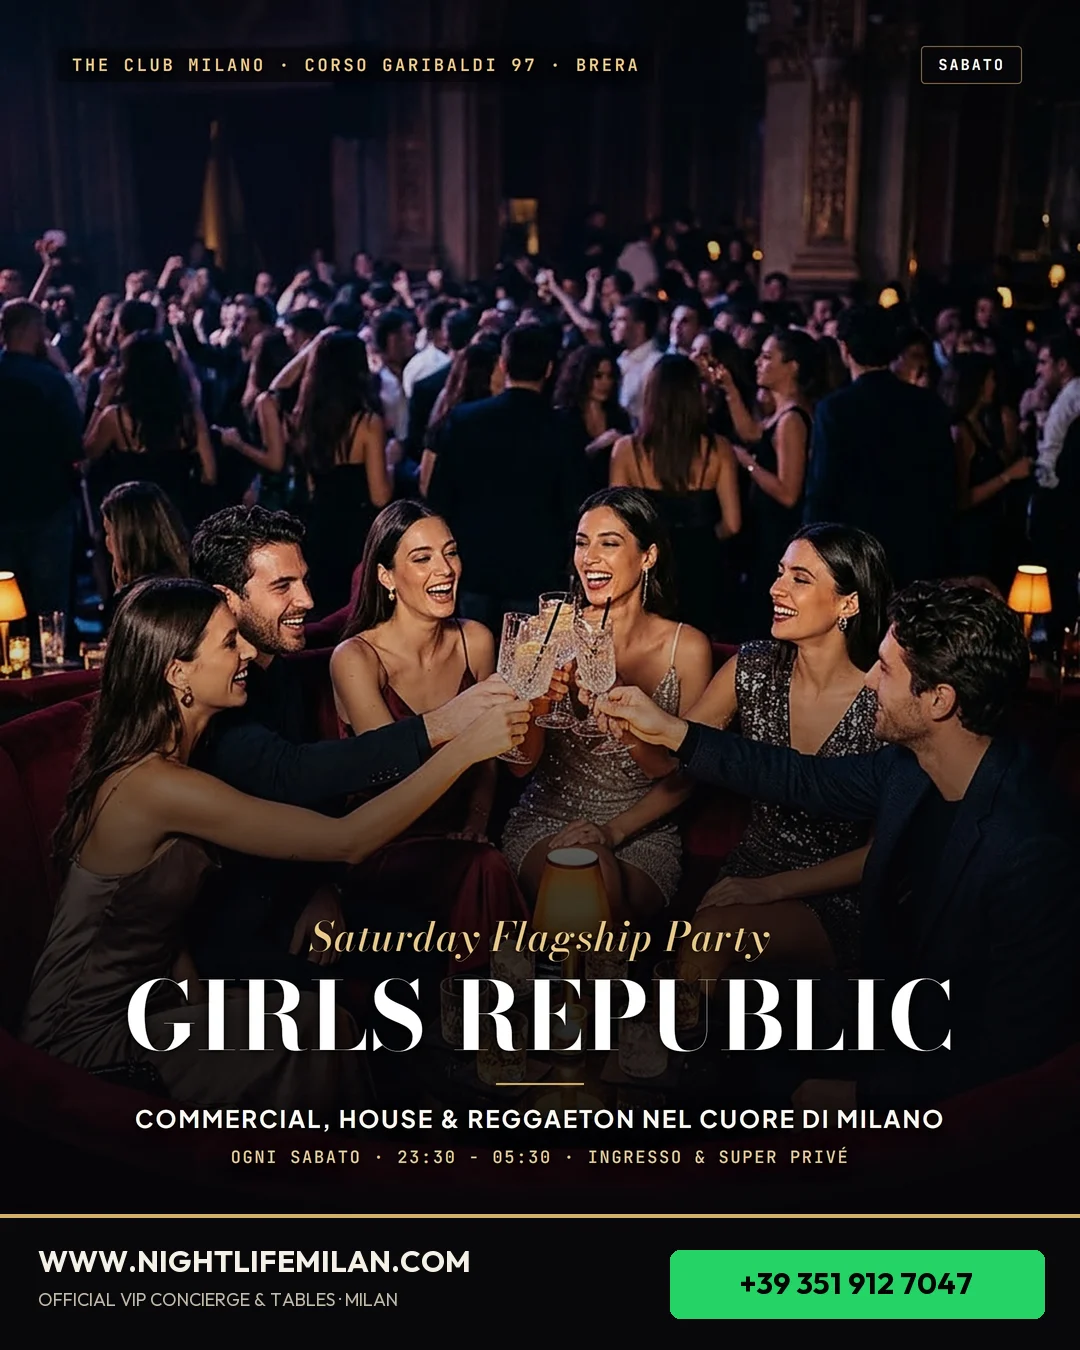 THE CLUB MILANO · CORSO GARIBALDI 97 · BRERA
SABATO
Saturday Flagship Party
GIRLS REPUBLIC
COMMERCIAL, HOUSE & REGGAETON NEL CUORE DI MILANO
OGNI SABATO · 23:30 - 05:30 · INGRESSO & SUPER PRIVÉ
WWW.NIGHTLIFEMILAN.COM
OFFICIAL VIP CONCIERGE & TABLES · MILAN
+39 351 912 7047